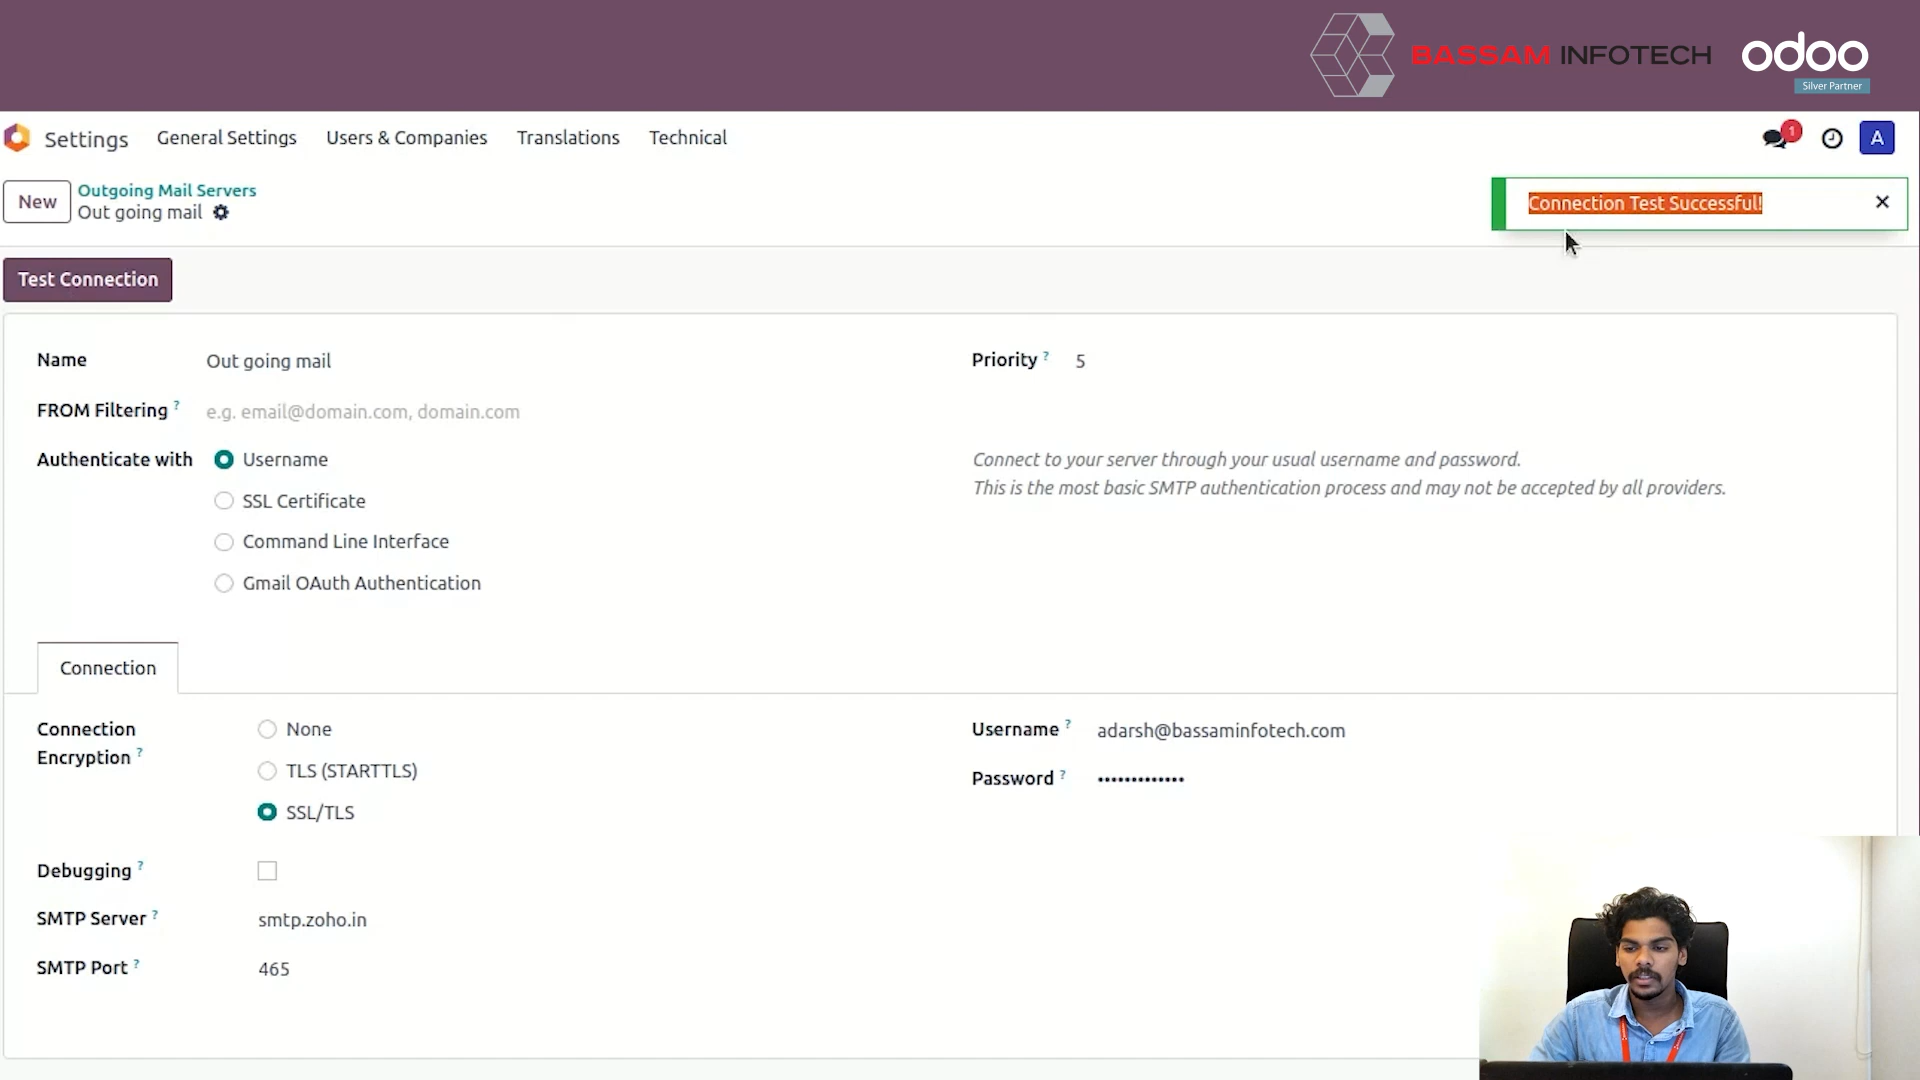 BASSAM INFOTECH
odoo
Silver Partner
Settings General Settings Users & Companies Translations Technical
1
A
New
Outgoing Mail Servers
Out going mail
Connection Test Successful!
Test Connection
Name Out going mail
Priority ? 5
FROM Filtering ? e.g. email@domain.com, domain.com
Authenticate with Username
SSL Certificate
Command Line Interface
Gmail OAuth Authentication
Connect to your server through your usual username and password.
This is the most basic SMTP authentication process and may not be accepted by all providers.
Connection
Connection
Encryption ?
None
TLS (STARTTLS)
SSL/TLS
Username ? adarsh@bassaminfotech.com
Password ? •••••••••••••
Debugging ?
SMTP Server ? smtp.zoho.in
SMTP Port ? 465